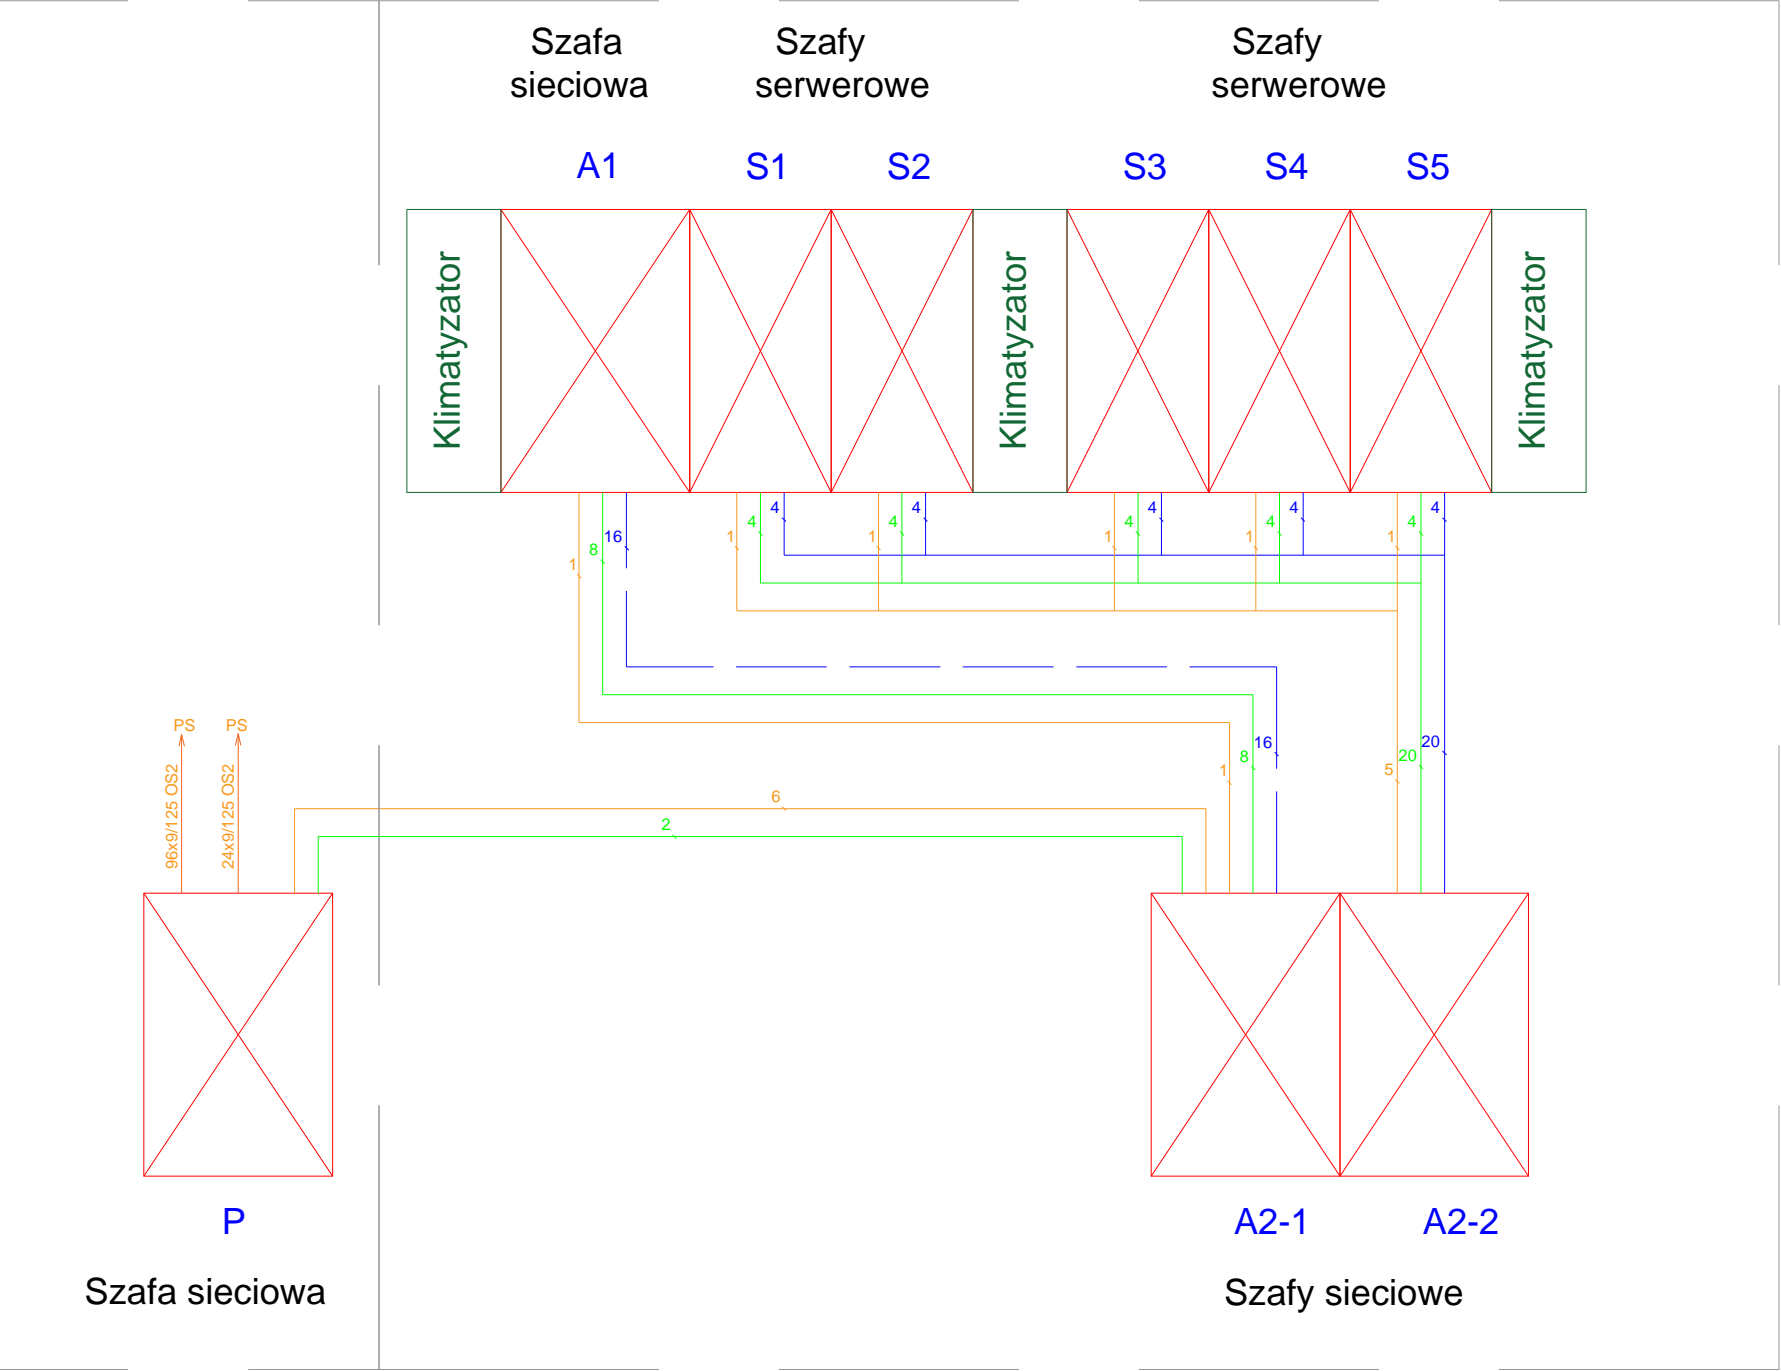 Szafa
sieciowa
Szafy
serwerowe
Szafy
serwerowe
A1
S1
S2
S3
S4
S5
Klimatyzator
Klimatyzator
Klimatyzator
1
8
16
1
4
4
1
4
4
1
4
4
1
4
4
1
4
4
PS
PS
96x9/125 OS2
24x9/125 OS2
6
2
1
8
16
5
20
20
P
A2-1
A2-2
Szafa sieciowa
Szafy sieciowe